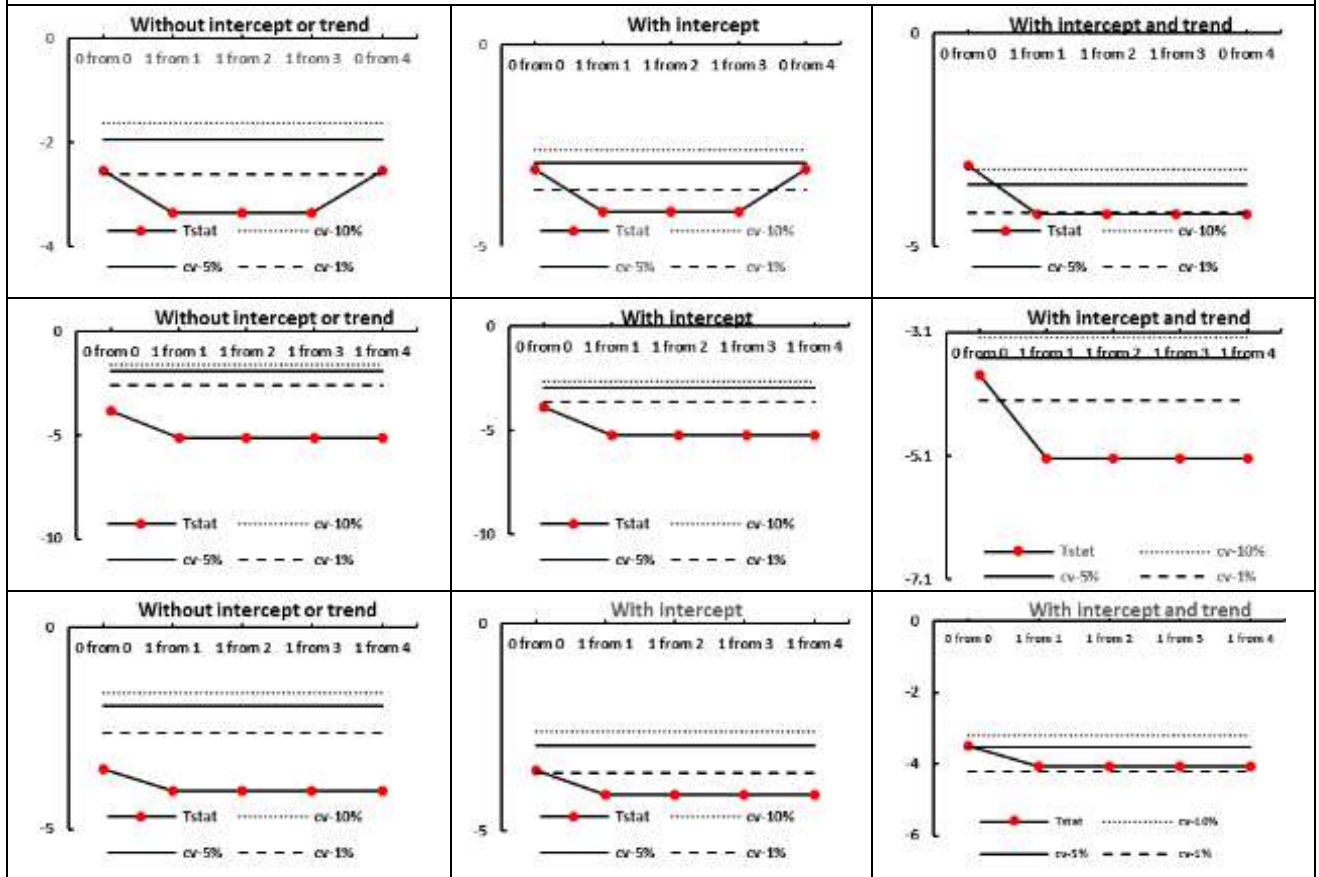 Without intercept or trend
0
0 from 0 1 from 1 1 from 2 1 from 3 0 from 4
-2
Tstat cv-10%
-4
cv-5% cv-1%
With intercept
0
0 from 0 1 from 1 1 from 2 1 from 3 0 from 4
Tstat cv-10%
-5
cv-5% cv-1%
With intercept and trend
0
0 from 0 1 from 1 1 from 2 1 from 3 0 from 4
Tstat cv-10%
-5
cv-5% cv-1%
Without intercept or trend
0
0 from 0 1 from 1 1 from 2 1 from 3 1 from 4
-5
Tstat cv-10%
-10
cv-5% cv-1%
With intercept
0
0 from 0 1 from 1 1 from 2 1 from 3 1 from 4
-5
Tstat cv-10%
-10
cv-5% cv-1%
With intercept and trend
-3.1
0 from 0 1 from 1 1 from 2 1 from 3 1 from 4
-5.1
Tstat cv-10%
-7.1
cv-5% cv-1%
Without intercept or trend
0
0 from 0 1 from 1 1 from 2 1 from 3 1 from 4
Tstat cv-10%
-5
cv-5% cv-1%
With intercept
0
0 from 0 1 from 1 1 from 2 1 from 3 1 from 4
Tstat cv-10%
-5
cv-5% cv-1%
With intercept and trend
0
0 from 0 1 from 1 1 from 2 1 from 3 1 from 4
-2
-4
Tstat cv-10%
-6
cv-5% cv-1%